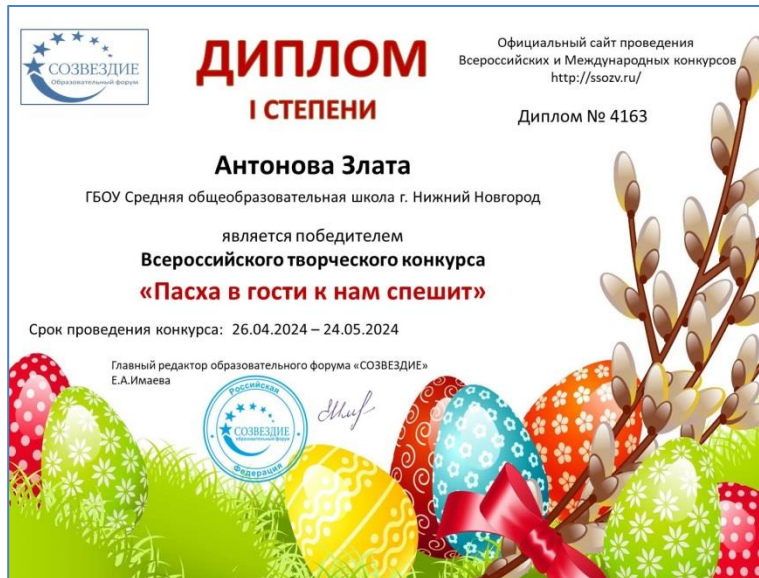 СОЗВЕЗДИЕ
Образовательный форум
ДИПЛОМ
I СТЕПЕНИ
Официальный сайт проведения
Всероссийских и Международных конкурсов
http://ssozv.ru/
Диплом № 4163
Антонова Злата
ГБОУ Средняя общеобразовательная школа г. Нижний Новгород
является победителем
Всероссийского творческого конкурса
«Пасха в гости к нам спешит»
Срок проведения конкурса: 26.04.2024 – 24.05.2024
Главный редактор образовательного форума «СОЗВЕЗДИЕ»
Е.А.Имаева
Российская
СОЗВЕЗДИЕ
образовательный форум
Федерация